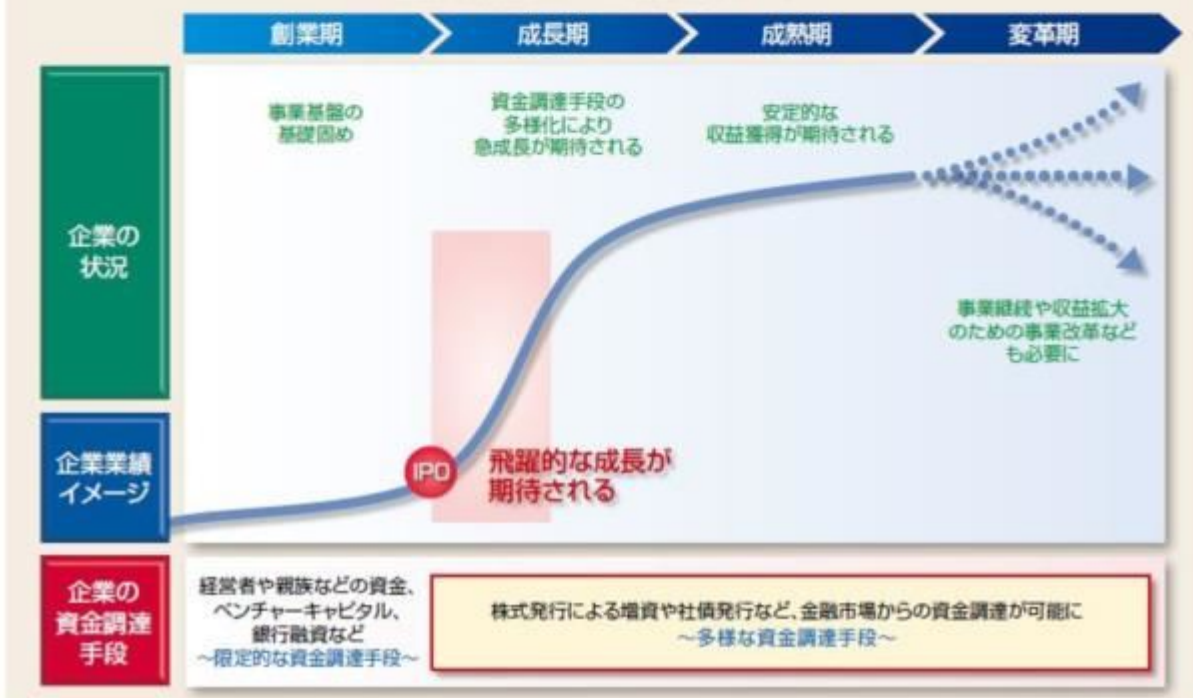 創業期
成長期
成熟期
変革期
企業の
状況
事業基盤の
基礎固め
資金調達手段の
多様化により
急成長が期待される
安定的な
収益獲得が期待される
事業継続や収益拡大
のための事業改革など
も必要に
企業業績
イメージ
IPO
飛躍的な成長が
期待される
企業の
資金調達
手段
経営者や親族などの資金、
ベンチャーキャピタル、
銀行融資など
～限定的な資金調達手段～
株式発行による増資や社債発行など、金融市場からの資金調達が可能に
～多様な資金調達手段～